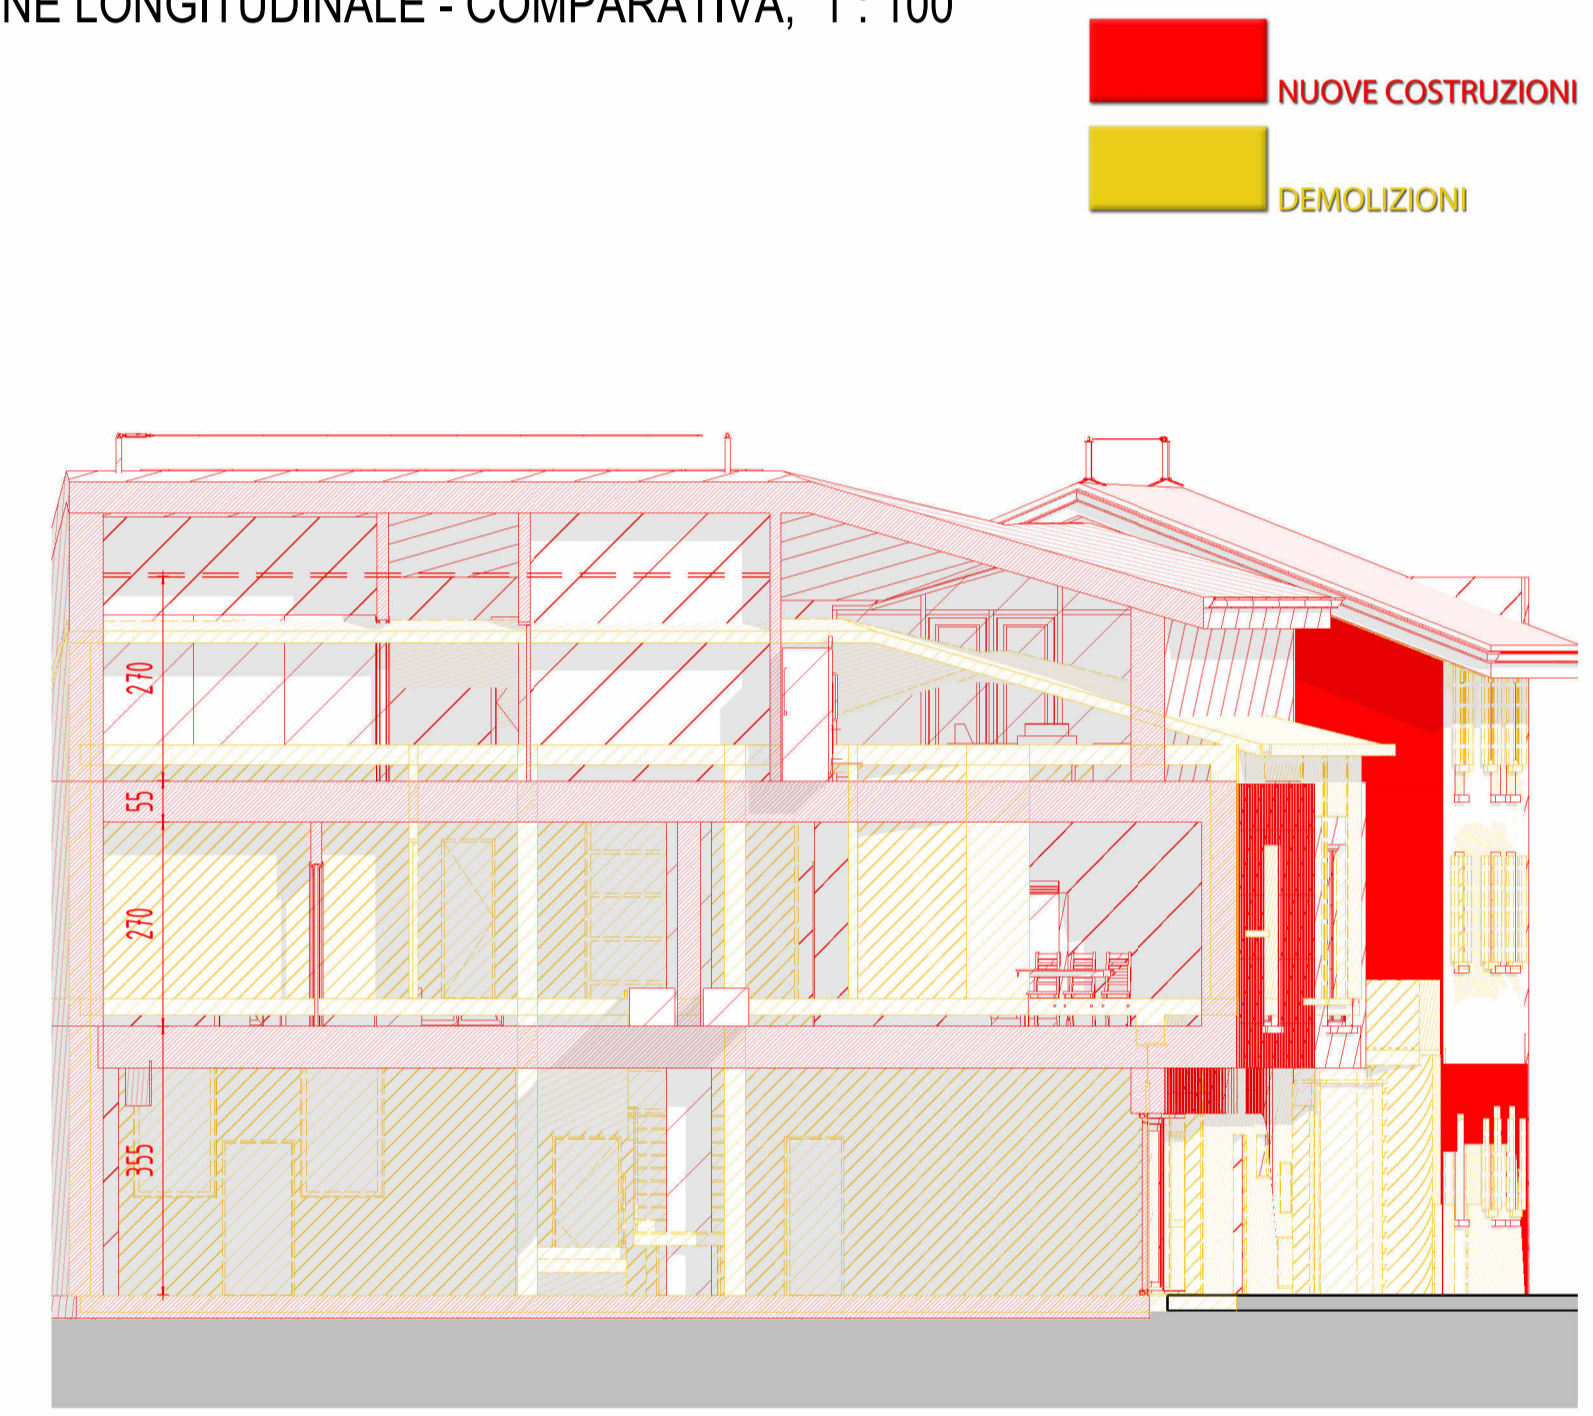 NE LONGITUDINALE - COMPARATIVA, 1 : 100
NUOVE COSTRUZIONI
DEMOLIZIONI
270
55
270
355